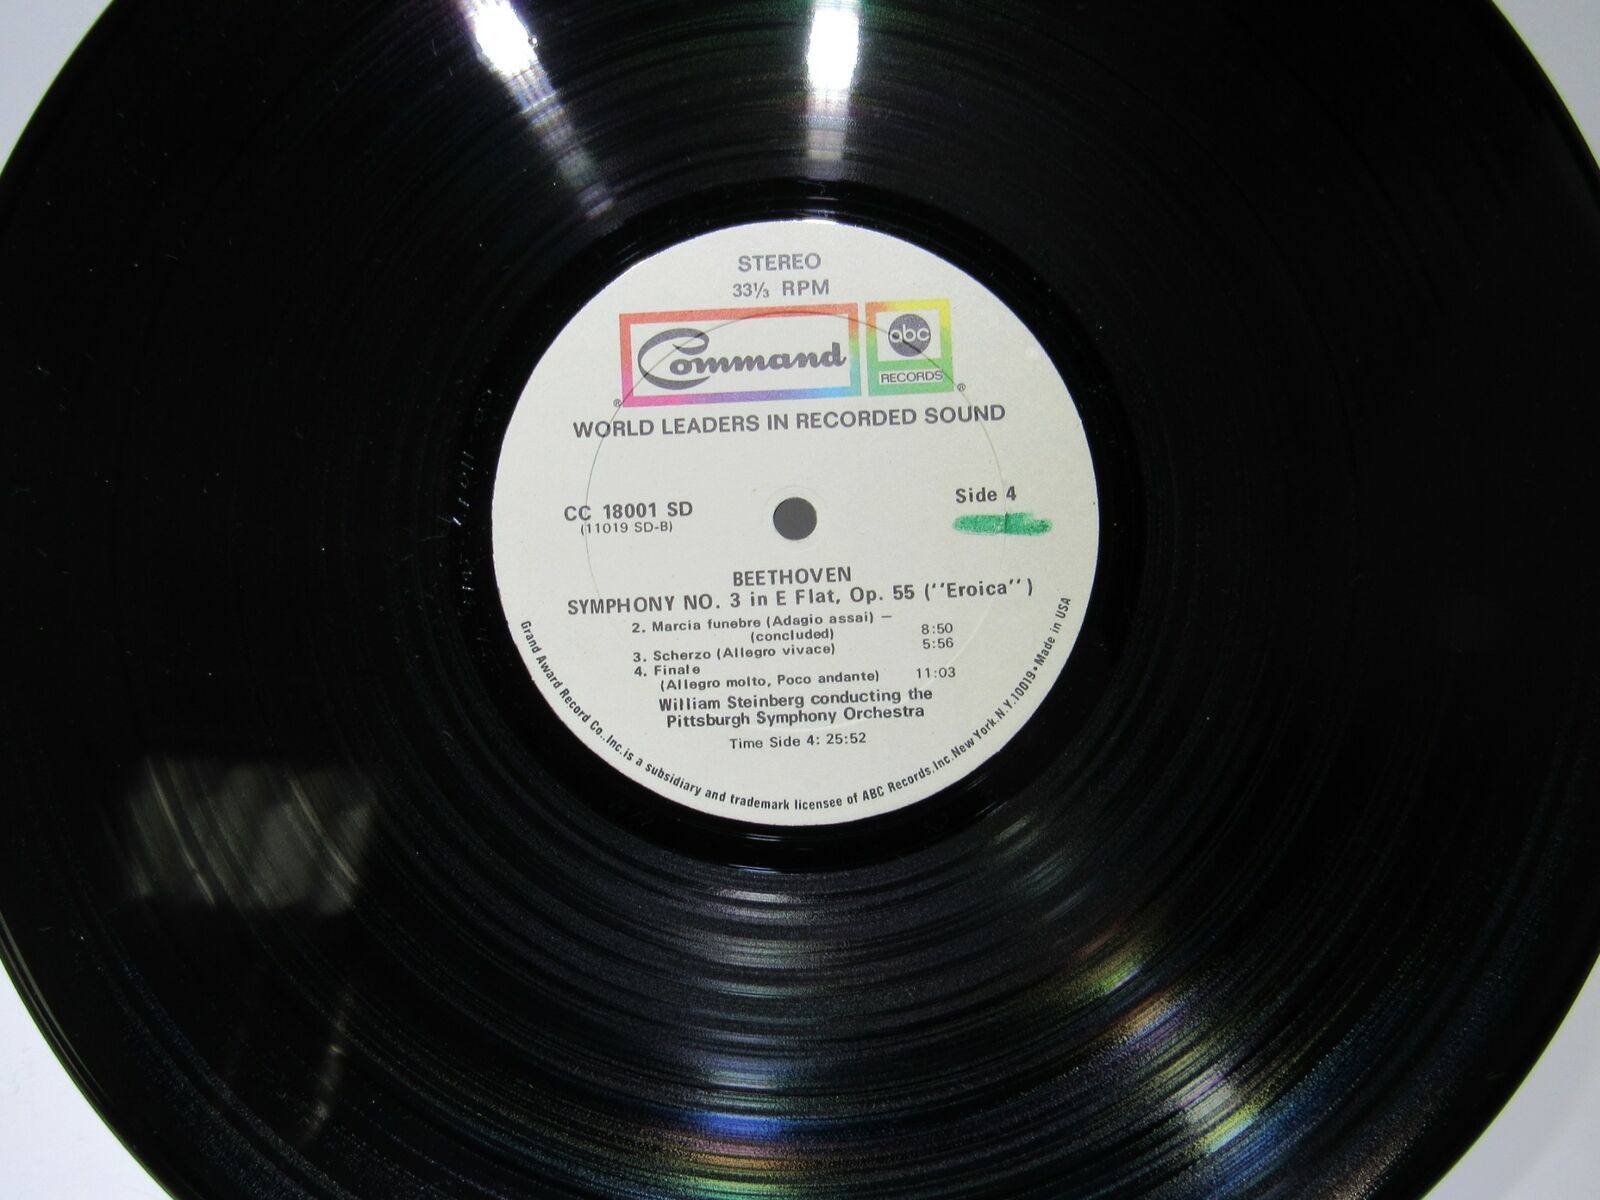 STEREO
33⅓ RPM
Command®
abc
RECORDS®
WORLD LEADERS IN RECORDED SOUND
CC 18001 SD
(11019 SD-B)
Side 4
BEETHOVEN
SYMPHONY NO. 3 in E Flat, Op. 55 (''Eroica'')
2. Marcia funebre (Adagio assai) —
(concluded) 8:50
3. Scherzo (Allegro vivace) 5:56
4. Finale
(Allegro molto, Poco andante) 11:03
William Steinberg conducting the
Pittsburgh Symphony Orchestra
Time Side 4: 25:52
Grand Award Record Co., Inc. is a subsidiary and trademark licensee of ABC Records, Inc. New York. N.Y. 10019 • Made in USA